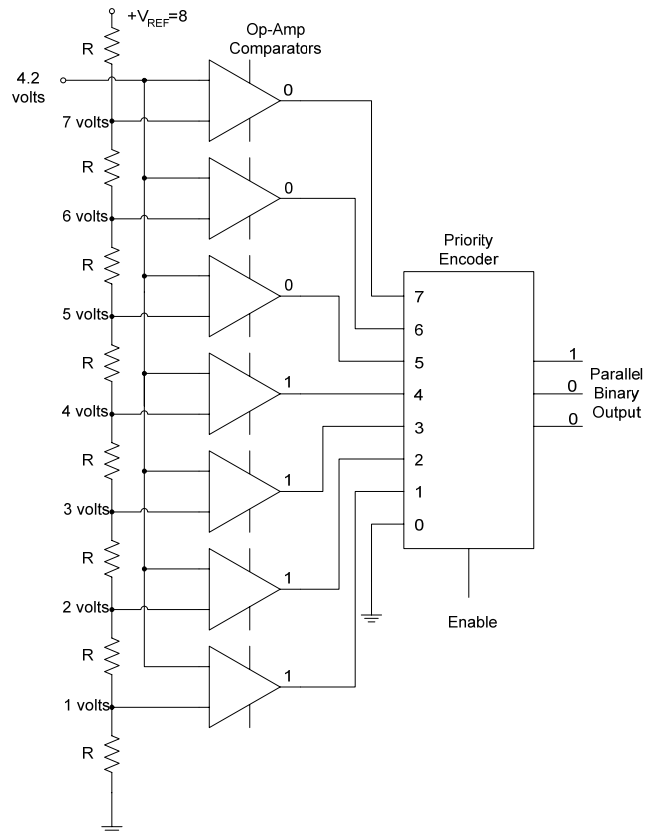 +VREF=8
Op-Amp
Comparators
R
4.2
volts
0
7 volts
R
0
6 volts
Priority
Encoder
R
0
5 volts
7
6
R
5
1
1
4
0
Parallel
Binary
Output
4 volts
3
0
R
2
1
1
3 volts
0
R
1
2 volts
Enable
R
1
1 volts
R